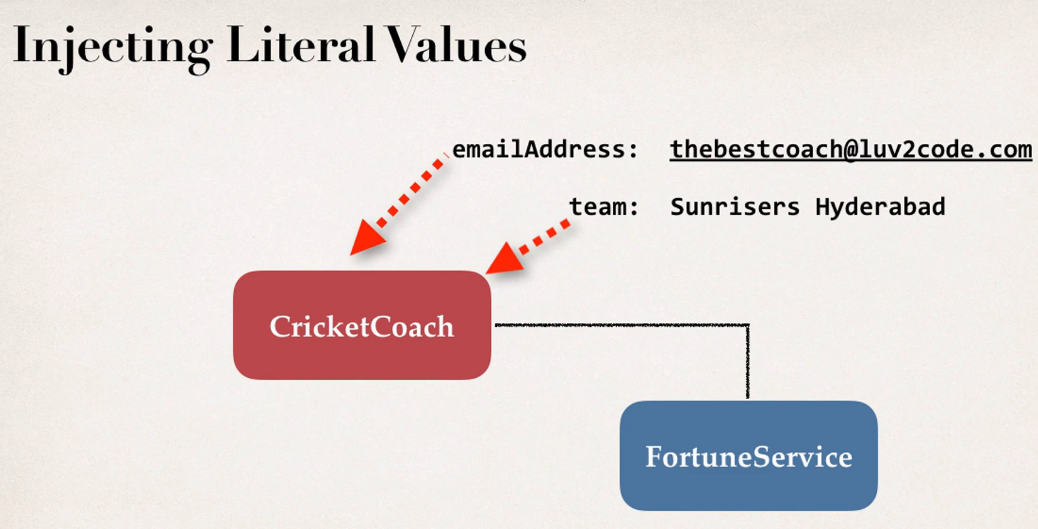 Injecting Literal Values
emailAddress: thebestcoach@luv2code.com
team: Sunrisers Hyderabad
CricketCoach
FortuneService